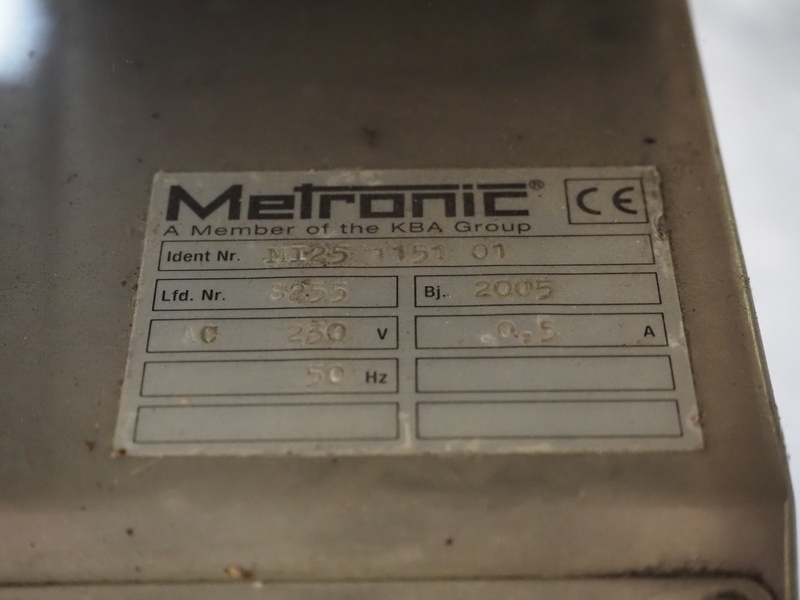 Metronic® CE
A Member of the KBA Group
Ident Nr. MI25 1151 01
Lfd. Nr. 8255 Bj. 2005
AC 230 V 0,5 A
50 Hz